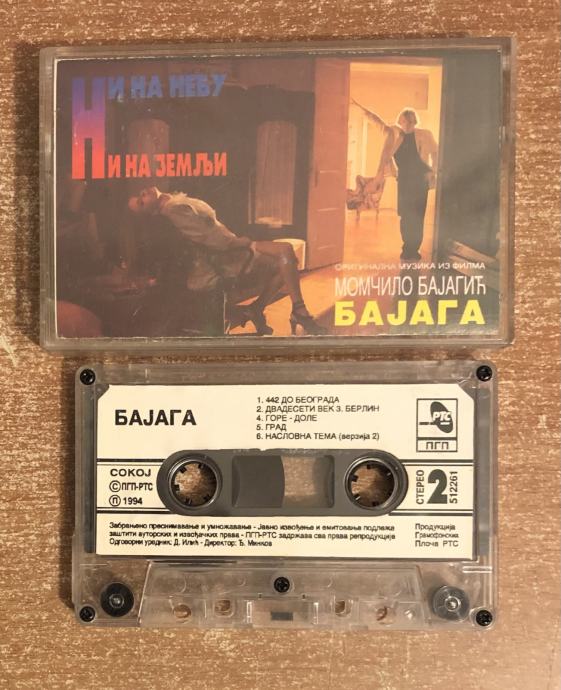 НИ НА НЕБУ
НИ НА ЗЕМЉИ
ОРИГИНАЛНА МУЗИКА ИЗ ФИЛМА
МОМЧИЛО БАЈАГИЋ
БАЈАГА
БАЈАГА
1. 442 ДО БЕОГРАДА
2. ДВАДЕСЕТИ ВЕК З. БЕРЛИН
4. ГОРЕ - ДОЛЕ
5. ГРАД
6. НАСЛОВНА ТЕМА (верзија 2)
РТС
ПГП
СОКОЈ
Ⓒ ПГП-РТС
Ⓟ 1994
СТЕРЕО 2 512261
Забрањено преснимавање и умножавање - Јавно извођење и емитовање подлежа
заштити ауторских и извођачких права - ПГП-РТС задржава сва права репродукције
Одговорни уредник: Д. Илић - Директор: Ђ. Минков
Продукција
Грамофонских
Плоча РТС